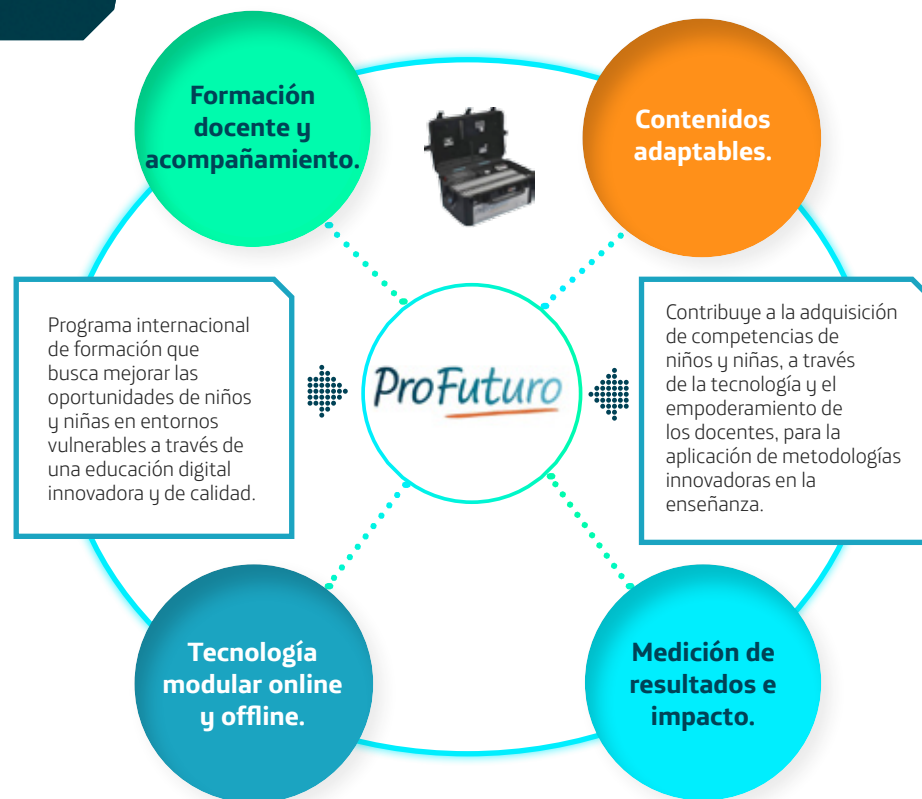 Formación
docente y
acompañamiento.
Contenidos
adaptables.
Programa internacional
de formación que
busca mejorar las
oportunidades de niños
y niñas en entornos
vulnerables a través de
una educación digital
innovadora y de calidad.
ProFuturo
Contribuye a la adquisición
de competencias de
niños y niñas, a través
de la tecnología y el
empoderamiento de
los docentes, para la
aplicación de metodologías
innovadoras en la
enseñanza.
Tecnología
modular online
y offline.
Medición de
resultados e
impacto.